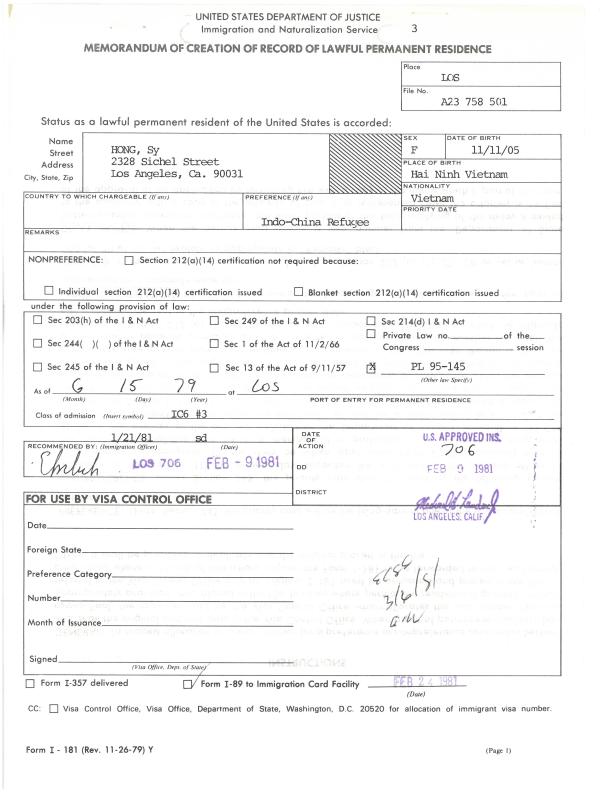 UNITED STATES DEPARTMENT OF JUSTICE
Immigration and Naturalization Service 3
MEMORANDUM OF CREATION OF RECORD OF LAWFUL PERMANENT RESIDENCE
Place
LOS
File No.
A23 758 501
Status as a lawful permanent resident of the United States is accorded:
Name HONG, Sy
Street 2328 Sichel Street
Address Los Angeles, Ca. 90031
City, State, Zip
SEX F
DATE OF BIRTH 11/11/05
PLACE OF BIRTH
Hai Ninh Vietnam
NATIONALITY
Vietnam
COUNTRY TO WHICH CHARGEABLE (If any)
PREFERENCE (If any)
Indo-China Refugee
PRIORITY DATE
REMARKS
NONPREFERENCE: Section 212(a)(14) certification not required because:
Individual section 212(a)(14) certification issued Blanket section 212(a)(14) certification issued
under the following provision of law:
Sec 203(h) of the I & N Act Sec 249 of the I & N Act Sec 214(d) I & N Act
Sec 244( )( ) of the I & N Act Sec 1 of the Act of 11/2/66 Private Law no. of the
Congress session
Sec 245 of the I & N Act Sec 13 of the Act of 9/11/57 X PL 95-145
(Other law Specify)
As of 6 15 79 at LOS
(Month) (Day) (Year) PORT OF ENTRY FOR PERMANENT RESIDENCE
Class of admission (Insert symbol) IC6 #3
1/21/81 sd
RECOMMENDED BY: (Immigration Officer) (Date)
LOS 706 FEB - 9 1981
DATE OF ACTION
DD
DISTRICT
U.S. APPROVED INS.
706
FEB 9 1981
LOS ANGELES, CALIF
FOR USE BY VISA CONTROL OFFICE
Date
Foreign State
Preference Category
Number
Month of Issuance
3/6/81
Signed
(Visa Office, Dept. of State)
Form I-357 delivered Form I-89 to Immigration Card Facility FEB 24 1981
(Date)
CC: Visa Control Office, Visa Office, Department of State, Washington, D.C. 20520 for allocation of immigrant visa number.
Form I - 181 (Rev. 11-26-79) Y (Page 1)